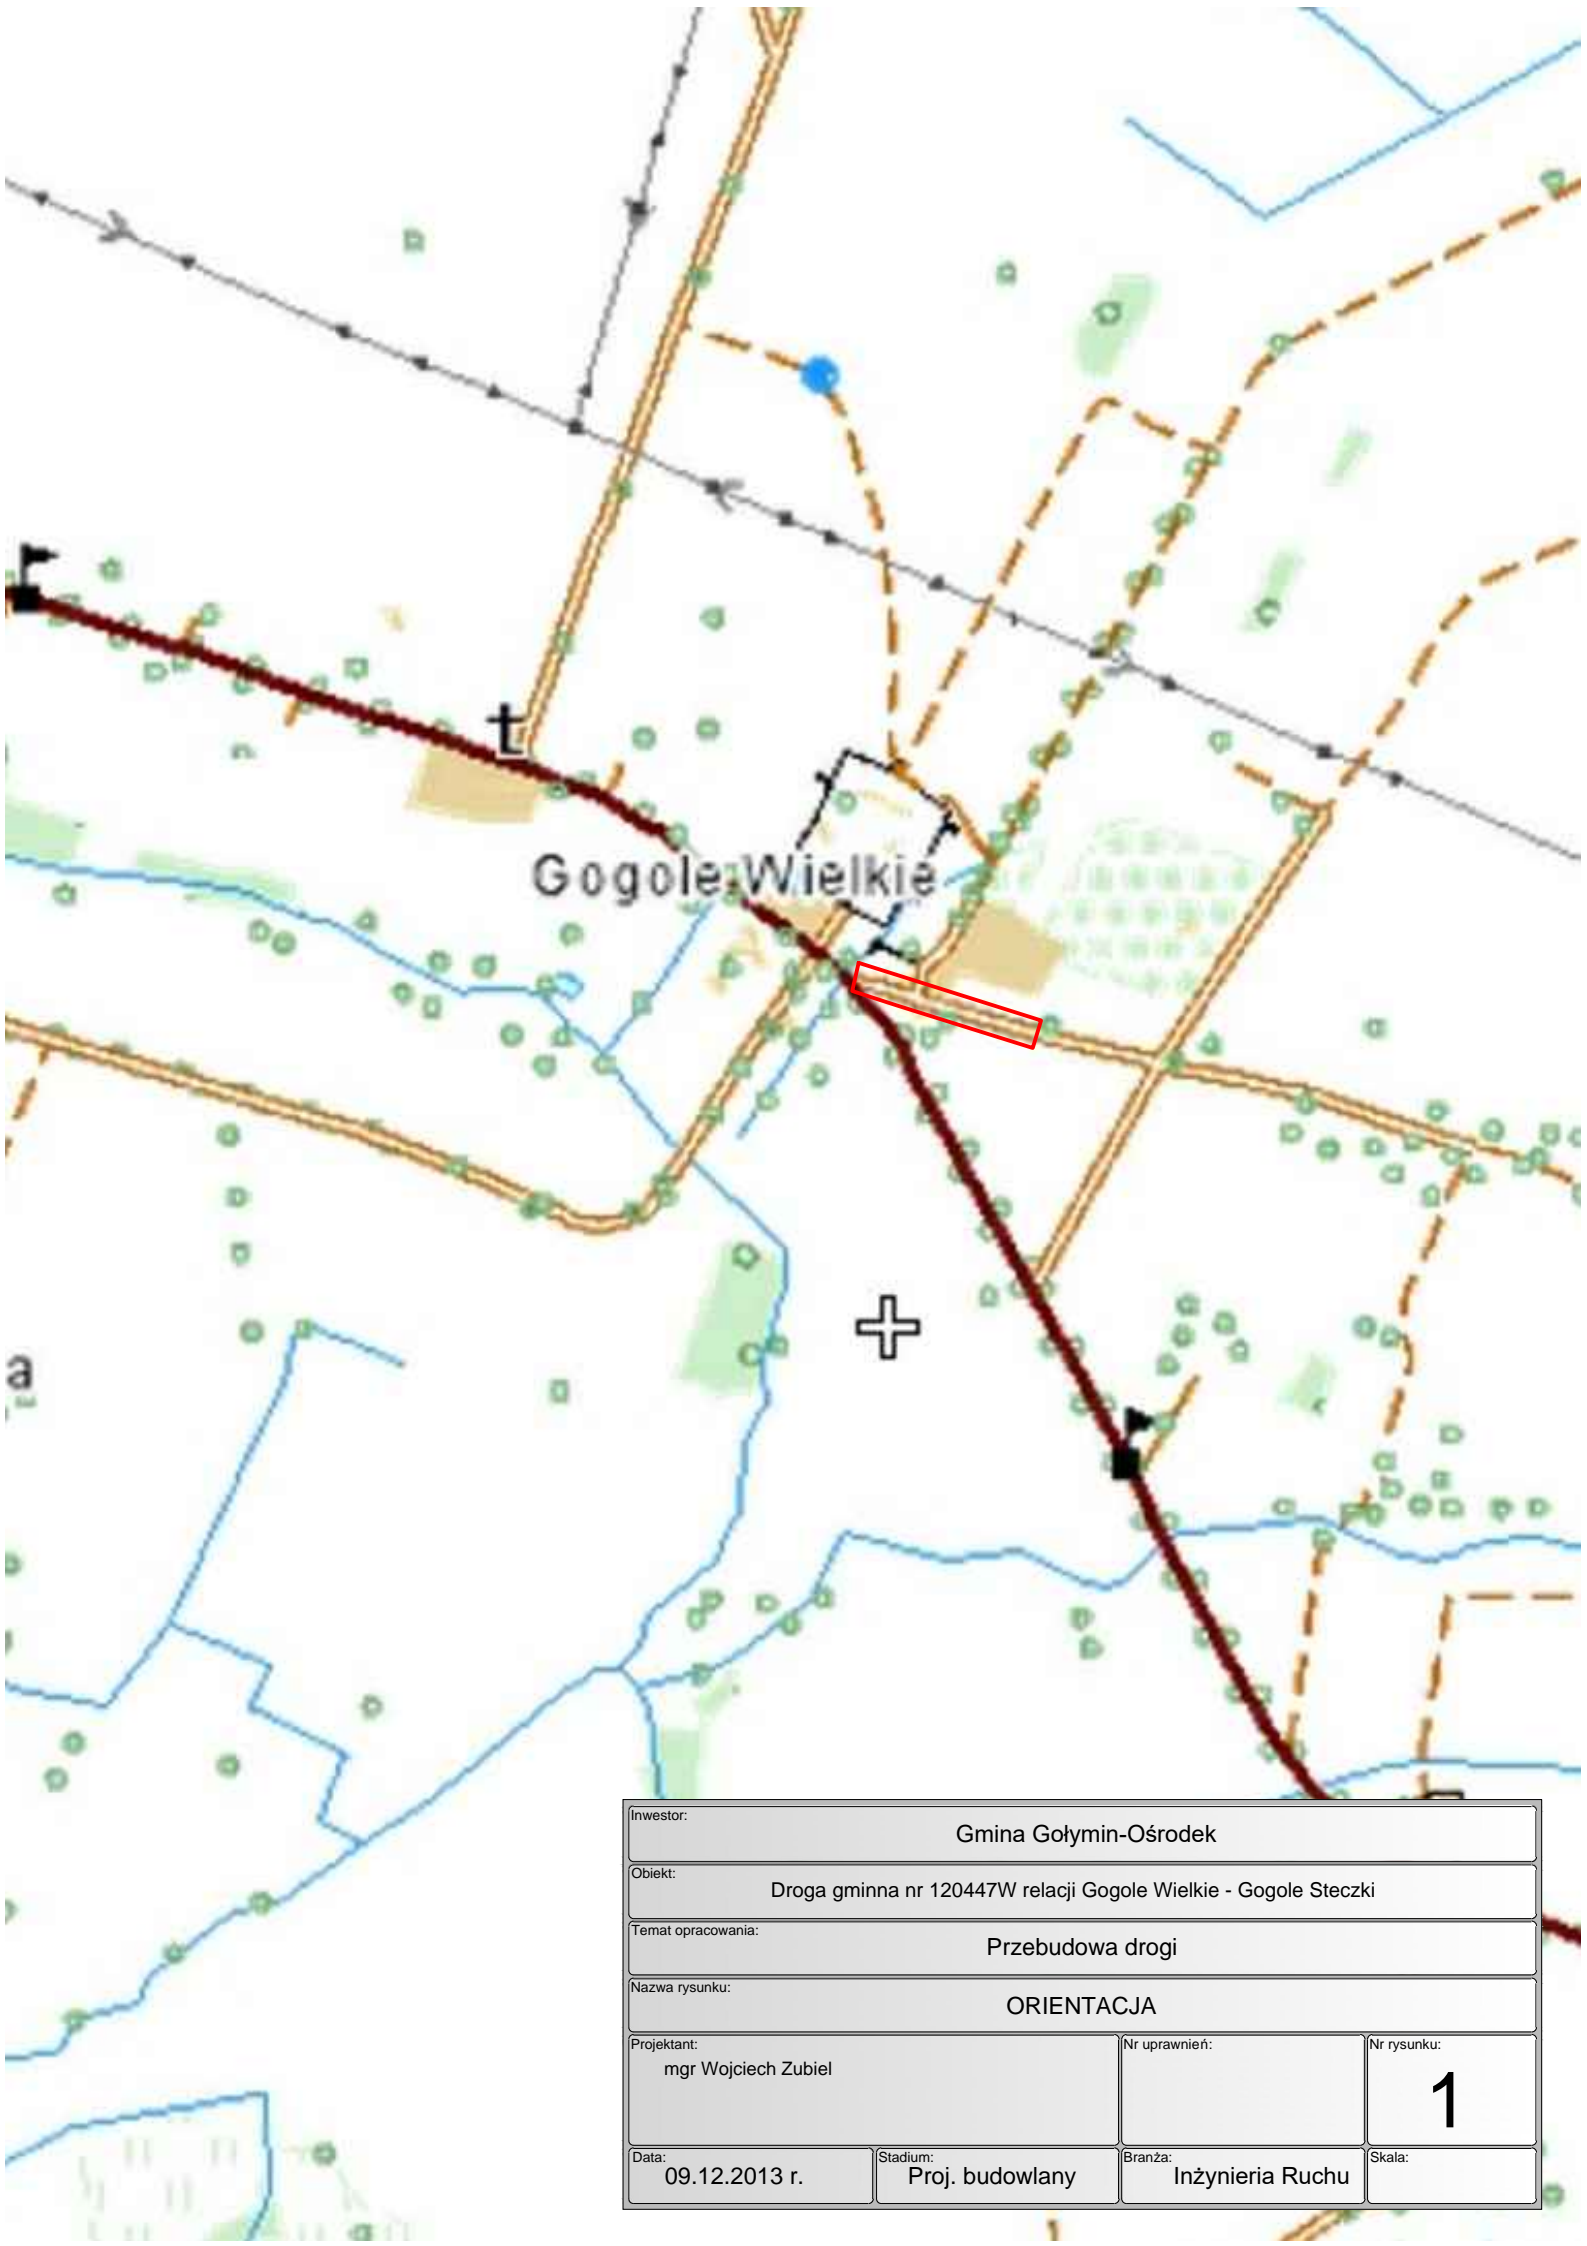 t
Gogole Wielkie
a
Inwestor:
Gmina Gołymin-Ośrodek
Obiekt:
Droga gminna nr 120447W relacji Gogole Wielkie - Gogole Steczki
Temat opracowania:
Przebudowa drogi
Nazwa rysunku:
ORIENTACJA
Projektant:
mgr Wojciech Zubiel
Nr uprawnień:
Nr rysunku:
1
Data:
09.12.2013 r.
Stadium:
Proj. budowlany
Branża:
Inżynieria Ruchu
Skala: